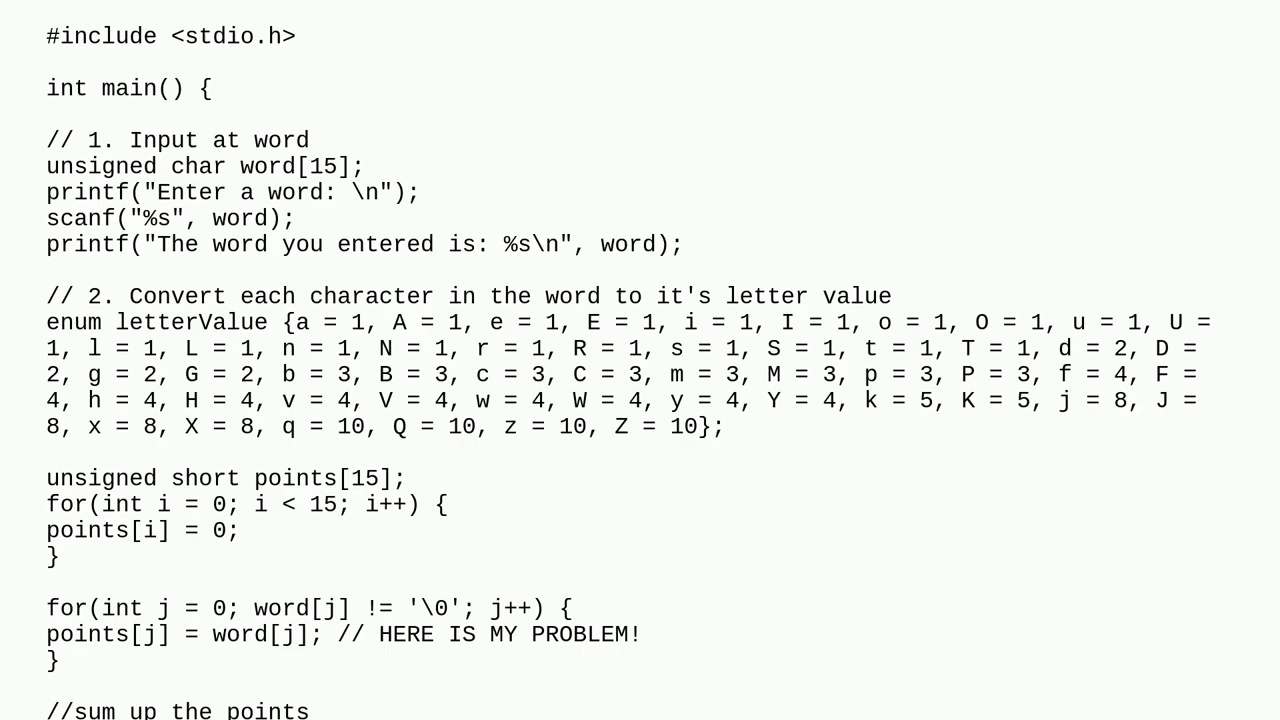 #include <stdio.h>
int main() {
// 1. Input at word
unsigned char word[15];
printf("Enter a word: \n");
scanf("%s", word);
printf("The word you entered is: %s\n", word);
// 2. Convert each character in the word to it's letter value
enum letterValue {a = 1, A = 1, e = 1, E = 1, i = 1, I = 1, o = 1, O = 1, u = 1, U =
1, l = 1, L = 1, n = 1, N = 1, r = 1, R = 1, s = 1, S = 1, t = 1, T = 1, d = 2, D =
2, g = 2, G = 2, b = 3, B = 3, c = 3, C = 3, m = 3, M = 3, p = 3, P = 3, f = 4, F =
4, h = 4, H = 4, v = 4, V = 4, w = 4, W = 4, y = 4, Y = 4, k = 5, K = 5, j = 8, J =
8, x = 8, X = 8, q = 10, Q = 10, z = 10, Z = 10};
unsigned short points[15];
for(int i = 0; i < 15; i++) {
points[i] = 0;
}
for(int j = 0; word[j] != '\0'; j++) {
points[j] = word[j]; // HERE IS MY PROBLEM!
}
//sum up the points